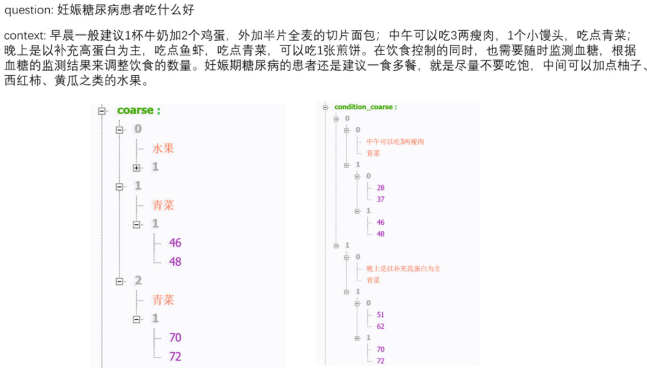 question: 妊娠糖尿病患者吃什么好
context: 早晨一般建议1杯牛奶加2个鸡蛋，外加半片全麦的切片面包；中午可以吃3两瘦肉，1个小馒头，吃点青菜；
晚上是以补充高蛋白为主，吃点鱼虾，吃点青菜，可以吃1张煎饼。在饮食控制的同时，也需要随时监测血糖，根据
血糖的监测结果来调整饮食的数量。妊娠期糖尿病的患者还是建议一食多餐，就是尽量不要吃饱，中间可以加点柚子、
西红柿、黄瓜之类的水果。
coarse :
0
水果
1
1
青菜
1
46
48
2
青菜
1
70
72
condition_coarse :
0
0
中午可以吃3两瘦肉
青菜
1
0
28
37
1
46
48
1
0
晚上是以补充高蛋白为主
青菜
1
0
51
62
1
70
72